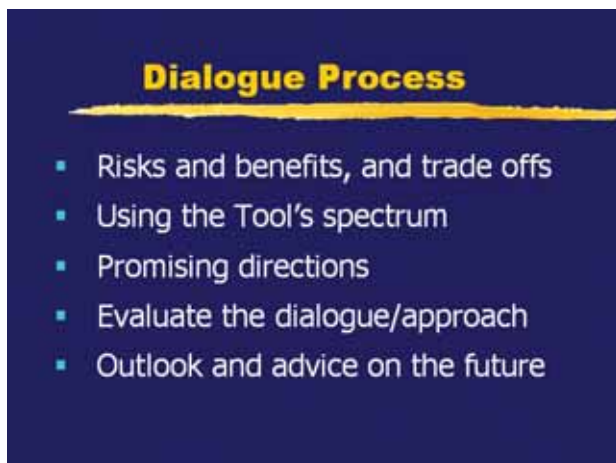 Dialogue Process
Risks and benefits, and trade offs
Using the Tool's spectrum
Promising directions
Evaluate the dialogue/approach
Outlook and advice on the future